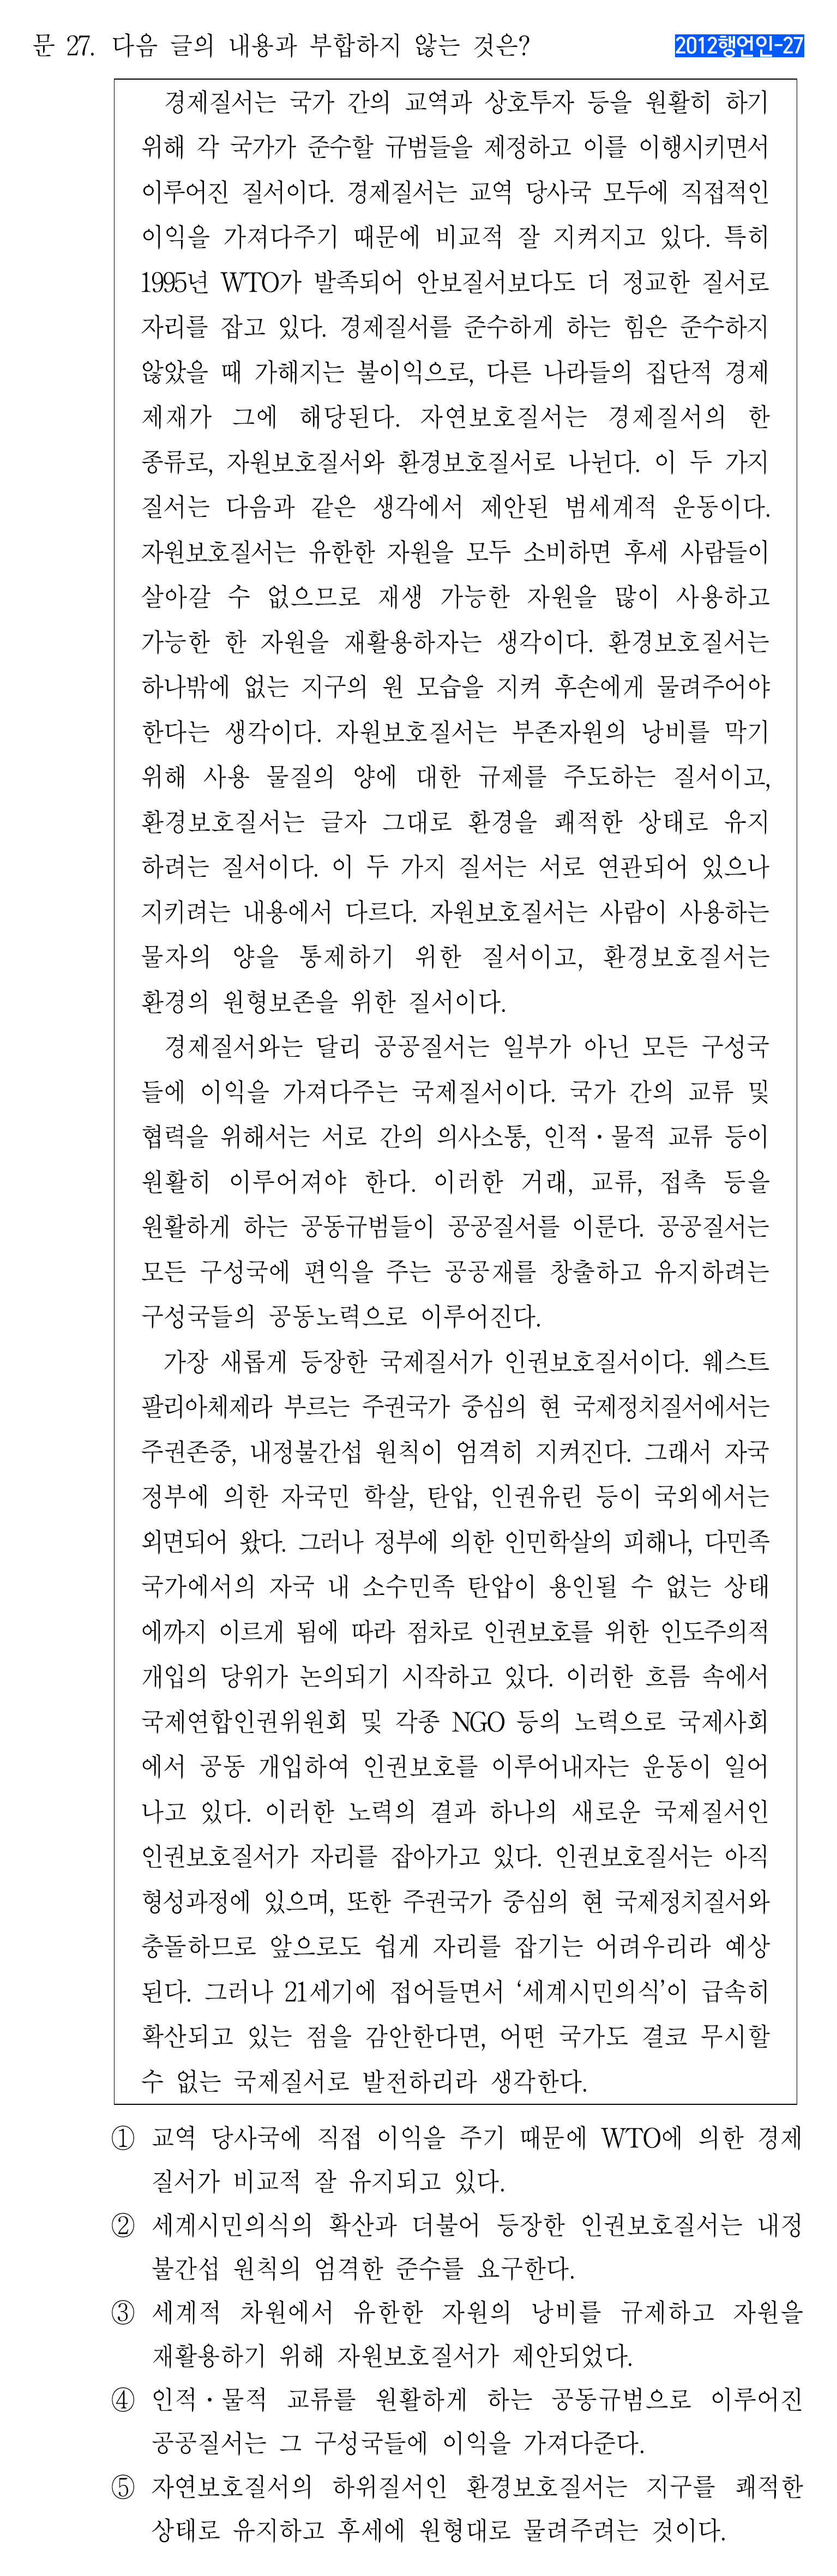 문 27. 다음 글의 내용과 부합하지 않는 것은?
2012행언인-27
경제질서는 국가 간의 교역과 상호투자 등을 원활히 하기
위해 각 국가가 준수할 규범들을 제정하고 이를 이행시키면서
이루어진 질서이다. 경제질서는 교역 당사국 모두에 직접적인
이익을 가져다주기 때문에 비교적 잘 지켜지고 있다. 특히
1995년 WTO가 발족되어 안보질서보다도 더 정교한 질서로
자리를 잡고 있다. 경제질서를 준수하게 하는 힘은 준수하지
않았을 때 가해지는 불이익으로, 다른 나라들의 집단적 경제
제재가 그에 해당된다. 자연보호질서는 경제질서의 한
종류로, 자원보호질서와 환경보호질서로 나뉜다. 이 두 가지
질서는 다음과 같은 생각에서 제안된 범세계적 운동이다.
자원보호질서는 유한한 자원을 모두 소비하면 후세 사람들이
살아갈 수 없으므로 재생 가능한 자원을 많이 사용하고
가능한 한 자원을 재활용하자는 생각이다. 환경보호질서는
하나밖에 없는 지구의 원 모습을 지켜 후손에게 물려주어야
한다는 생각이다. 자원보호질서는 부존자원의 낭비를 막기
위해 사용 물질의 양에 대한 규제를 주도하는 질서이고,
환경보호질서는 글자 그대로 환경을 쾌적한 상태로 유지
하려는 질서이다. 이 두 가지 질서는 서로 연관되어 있으나
지키려는 내용에서 다르다. 자원보호질서는 사람이 사용하는
물자의 양을 통제하기 위한 질서이고, 환경보호질서는
환경의 원형보존을 위한 질서이다.
경제질서와는 달리 공공질서는 일부가 아닌 모든 구성국
들에 이익을 가져다주는 국제질서이다. 국가 간의 교류 및
협력을 위해서는 서로 간의 의사소통, 인적·물적 교류 등이
원활히 이루어져야 한다. 이러한 거래, 교류, 접촉 등을
원활하게 하는 공동규범들이 공공질서를 이룬다. 공공질서는
모든 구성국에 편익을 주는 공공재를 창출하고 유지하려는
구성국들의 공동노력으로 이루어진다.
가장 새롭게 등장한 국제질서가 인권보호질서이다. 웨스트
팔리아체제라 부르는 주권국가 중심의 현 국제정치질서에서는
주권존중, 내정불간섭 원칙이 엄격히 지켜진다. 그래서 자국
정부에 의한 자국민 학살, 탄압, 인권유린 등이 국외에서는
외면되어 왔다. 그러나 정부에 의한 인민학살의 피해나, 다민족
국가에서의 자국 내 소수민족 탄압이 용인될 수 없는 상태
에까지 이르게 됨에 따라 점차로 인권보호를 위한 인도주의적
개입의 당위가 논의되기 시작하고 있다. 이러한 흐름 속에서
국제연합인권위원회 및 각종 NGO 등의 노력으로 국제사회
에서 공동 개입하여 인권보호를 이루어내자는 운동이 일어
나고 있다. 이러한 노력의 결과 하나의 새로운 국제질서인
인권보호질서가 자리를 잡아가고 있다. 인권보호질서는 아직
형성과정에 있으며, 또한 주권국가 중심의 현 국제정치질서와
충돌하므로 앞으로도 쉽게 자리를 잡기는 어려우리라 예상
된다. 그러나 21세기에 접어들면서 ‘세계시민의식’이 급속히
확산되고 있는 점을 감안한다면, 어떤 국가도 결코 무시할
수 없는 국제질서로 발전하리라 생각한다.
① 교역 당사국에 직접 이익을 주기 때문에 WTO에 의한 경제
질서가 비교적 잘 유지되고 있다.
② 세계시민의식의 확산과 더불어 등장한 인권보호질서는 내정
불간섭 원칙의 엄격한 준수를 요구한다.
③ 세계적 차원에서 유한한 자원의 낭비를 규제하고 자원을
재활용하기 위해 자원보호질서가 제안되었다.
④ 인적·물적 교류를 원활하게 하는 공동규범으로 이루어진
공공질서는 그 구성국들에 이익을 가져다준다.
⑤ 자연보호질서의 하위질서인 환경보호질서는 지구를 쾌적한
상태로 유지하고 후세에 원형대로 물려주려는 것이다.